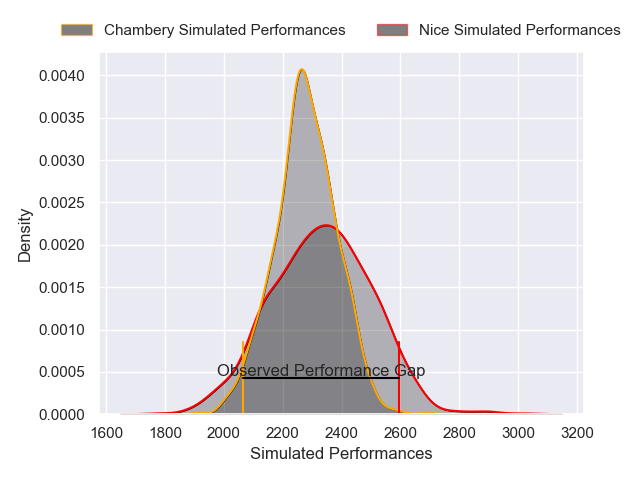 Chambery Simulated Performances Nice Simulated Performances
0.0040
0.0035
0.0030
0.0025
0.0020
0.0015
0.0010
0.0005
0.0000
Density
Observed Performance Gap
1600 1800 2000 2200 2400 2600 2800 3000 3200
Simulated Performances